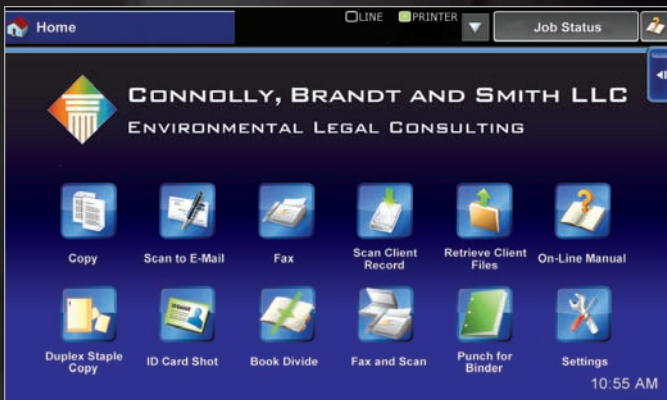 Home
LINE PRINTER
Job Status
CONNOLLY, BRANDT AND SMITH LLC
ENVIRONMENTAL LEGAL CONSULTING
Copy
Scan to E-Mail
Fax
Scan Client
Record
Retrieve Client
Files
On-Line Manual
Duplex Staple
Copy
ID Card Shot
Book Divide
Fax and Scan
Punch for
Binder
Settings
10:55 AM